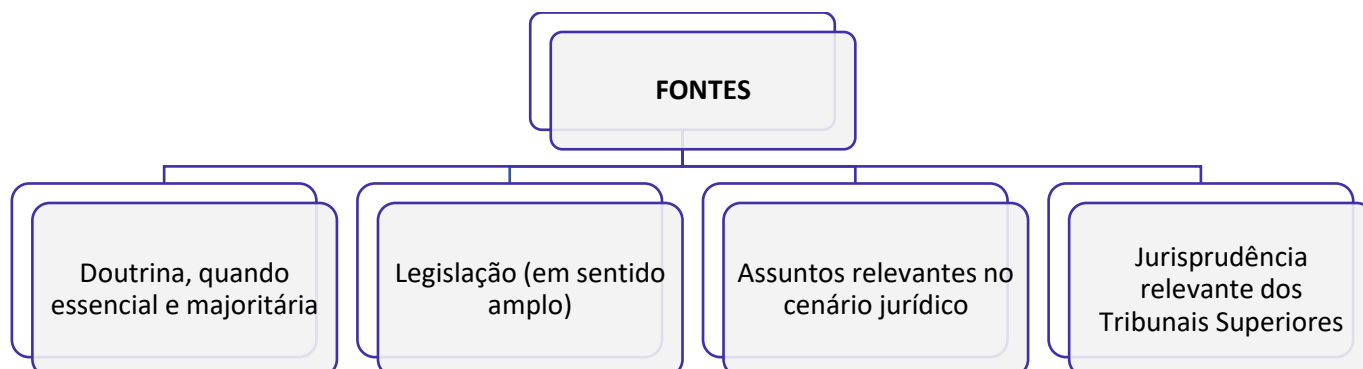 FONTES
Doutrina, quando
essencial e majoritária
Legislação (em sentido
amplo)
Assuntos relevantes no
cenário jurídico
Jurisprudência
relevante dos
Tribunais Superiores